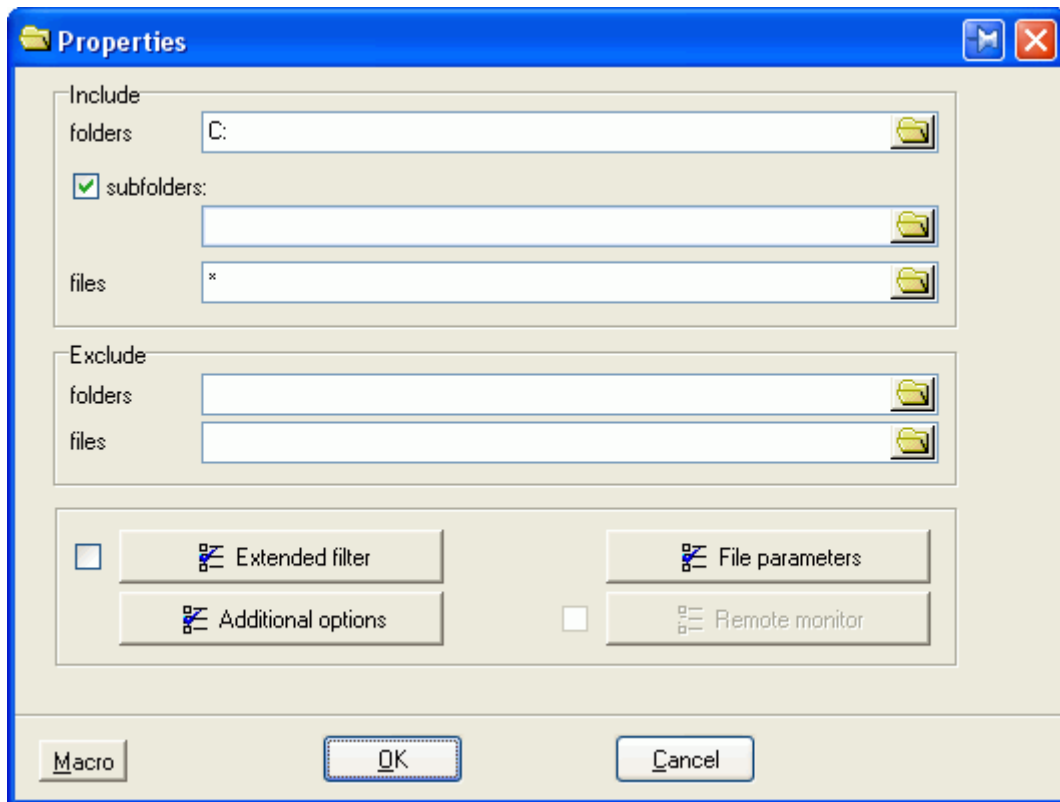 Properties
Include
folders C:
subfolders:
files *
Exclude
folders
files
Extended filter File parameters
Additional options Remote monitor
Macro OK Cancel